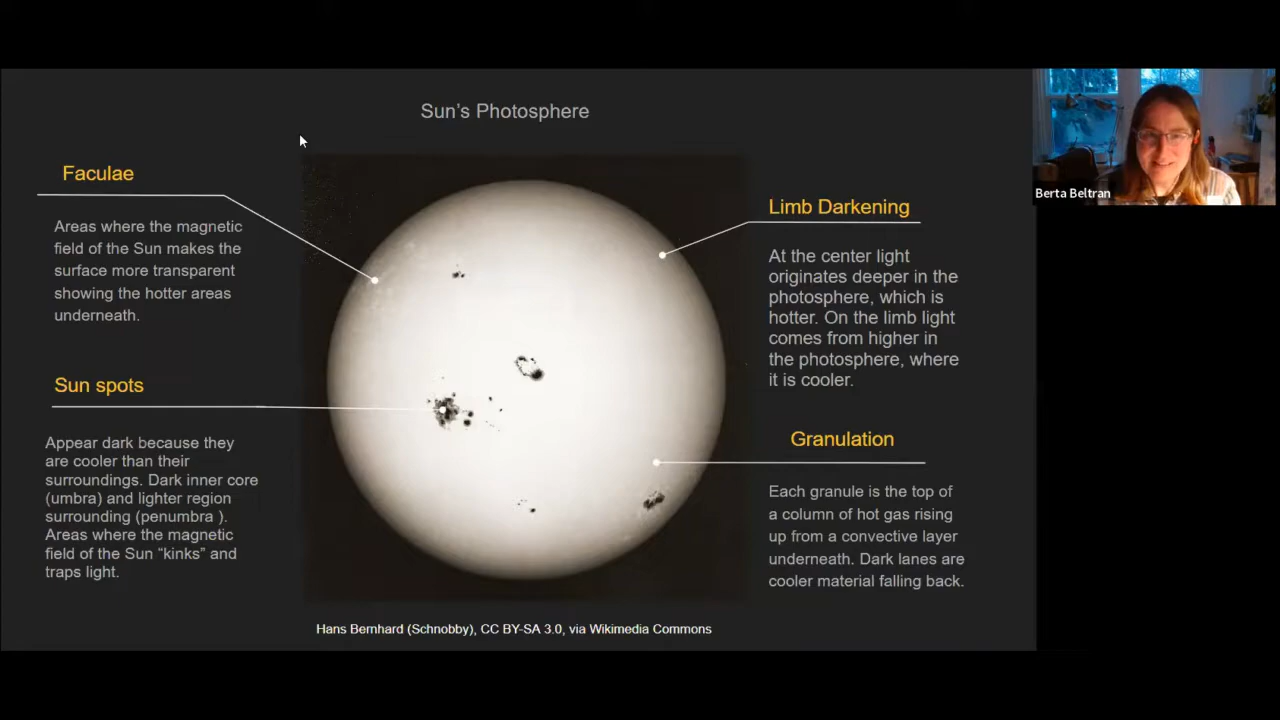 Sun's Photosphere
Faculae
Areas where the magnetic
field of the Sun makes the
surface more transparent
showing the hotter areas
underneath.
Sun spots
Appear dark because they
are cooler than their
surroundings. Dark inner core
(umbra) and lighter region
surrounding (penumbra ).
Areas where the magnetic
field of the Sun “kinks” and
traps light.
Limb Darkening
At the center light
originates deeper in the
photosphere, which is
hotter. On the limb light
comes from higher in
the photosphere, where
it is cooler.
Granulation
Each granule is the top of
a column of hot gas rising
up from a convective layer
underneath. Dark lanes are
cooler material falling back.
Hans Bernhard (Schnobby), CC BY-SA 3.0, via Wikimedia Commons
Berta Beltran